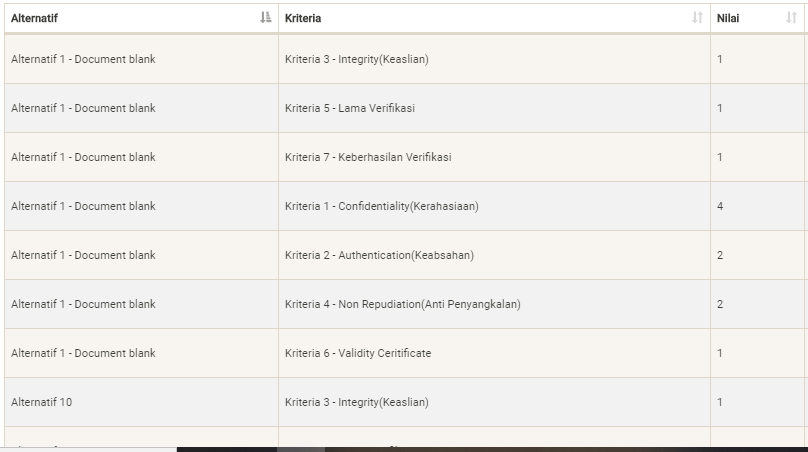 Alternatif Kriteria Nilai
Alternatif 1 - Document blank Kriteria 3 - Integrity(Keaslian) 1
Alternatif 1 - Document blank Kriteria 5 - Lama Verifikasi 1
Alternatif 1 - Document blank Kriteria 7 - Keberhasilan Verifikasi 1
Alternatif 1 - Document blank Kriteria 1 - Confidentiality(Kerahasiaan) 4
Alternatif 1 - Document blank Kriteria 2 - Authentication(Keabsahan) 2
Alternatif 1 - Document blank Kriteria 4 - Non Repudiation(Anti Penyangkalan) 2
Alternatif 1 - Document blank Kriteria 6 - Validity Ceritificate 1
Alternatif 10 Kriteria 3 - Integrity(Keaslian) 1